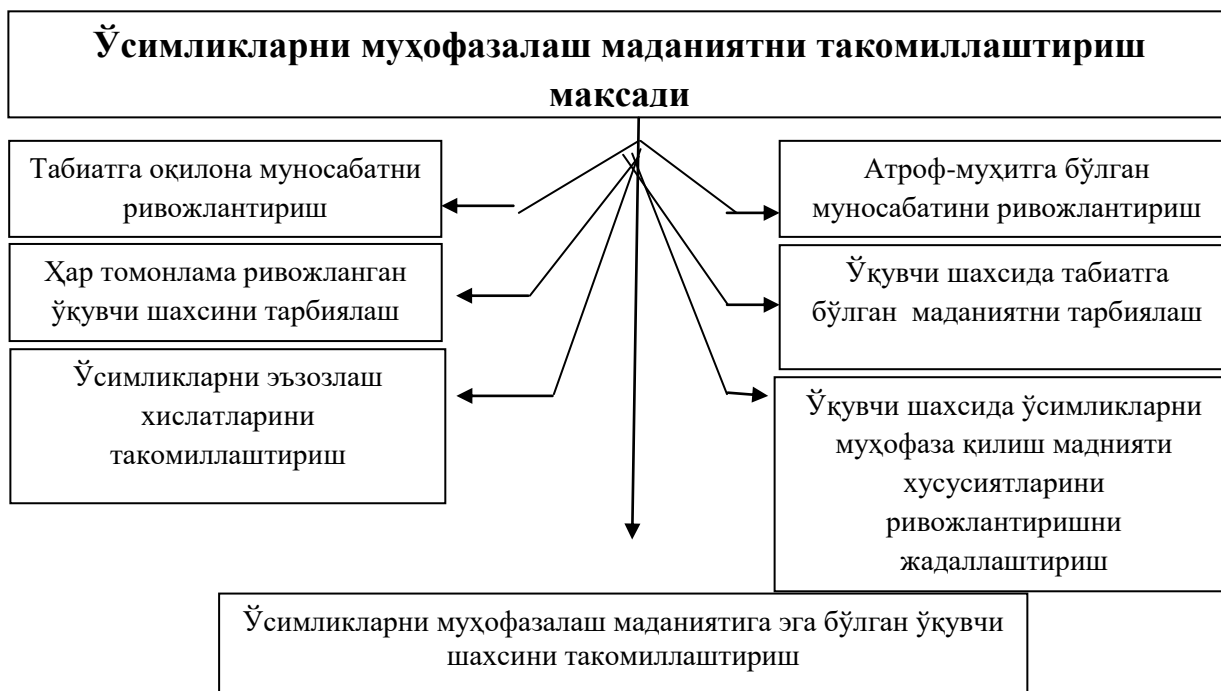 Ўсимликларни муҳофазалаш маданиятни такомиллаштириш
мақсади
Табиатга оқилона муносабатни
ривожлантириш
Атроф-муҳитга бўлган
муносабатини ривожлантириш
Ҳар томонлама ривожланган
ўқувчи шахсини тарбиялаш
Ўқувчи шахсида табиатга
бўлган маданиятни тарбиялаш
Ўсимликларни эъзозлаш
хислатларини
такомиллаштириш
Ўқувчи шахсида ўсимликларни
муҳофаза қилиш маднияти
хусусиятларини
ривожлантиришни
жадаллаштириш
Ўсимликларни муҳофазалаш маданиятига эга бўлган ўқувчи
шахсини такомиллаштириш